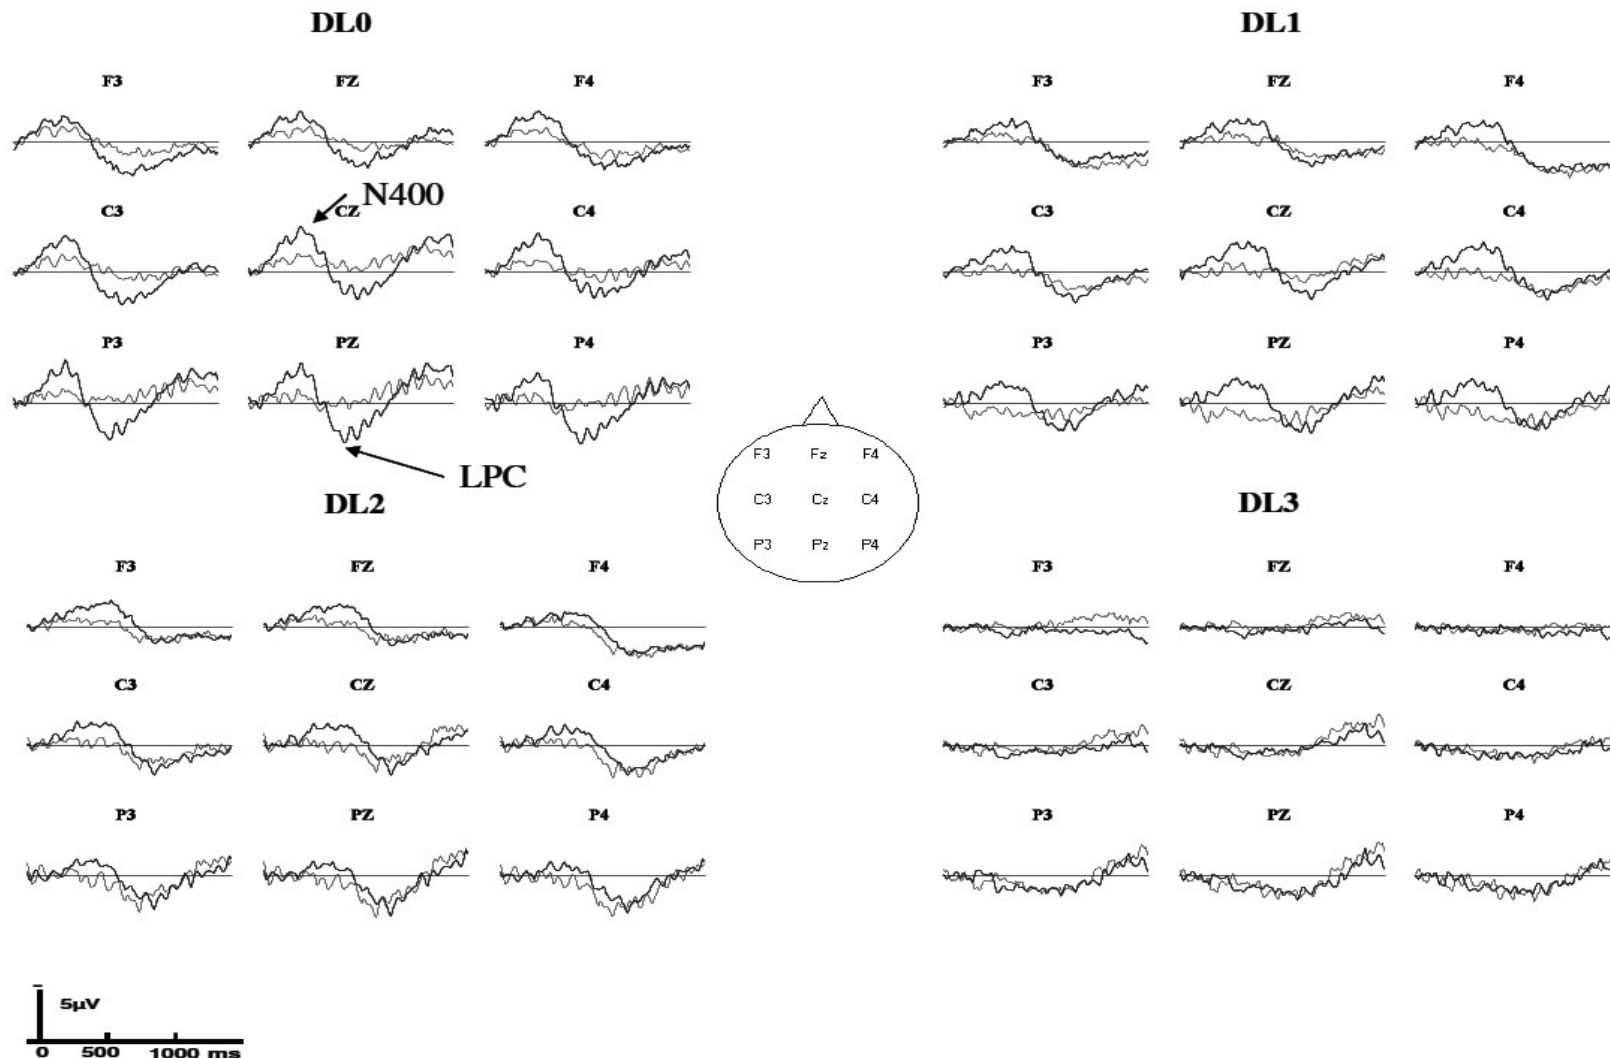 DL0
F3 FZ F4
N400
C3 CZ C4
P3 PZ P4
LPC
DL1
F3 FZ F4
C3 CZ C4
P3 PZ P4
F3 Fz F4
C3 Cz C4
P3 Pz P4
DL2
F3 FZ F4
C3 CZ C4
P3 PZ P4
DL3
F3 FZ F4
C3 CZ C4
P3 PZ P4
5µV
0 500 1000 ms